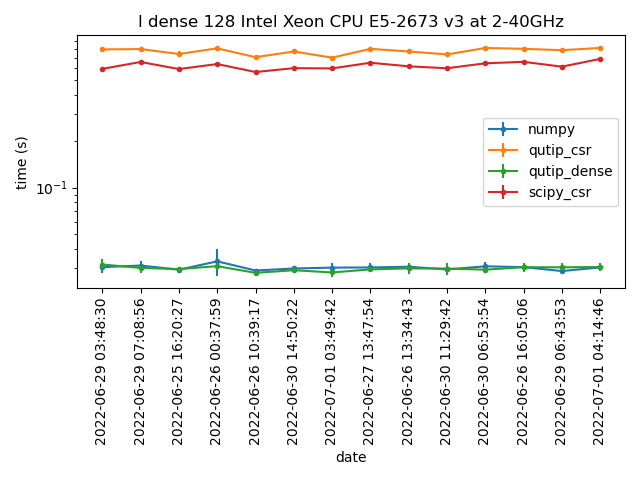 l dense 128 Intel Xeon CPU E5-2673 v3 at 2-40GHz
time (s)
10⁻¹
numpy
qutip_csr
qutip_dense
scipy_csr
2022-06-29 03:48:30
2022-06-29 07:08:56
2022-06-25 16:20:27
2022-06-26 00:37:59
2022-06-26 10:39:17
2022-06-30 14:50:22
2022-07-01 03:49:42
2022-06-27 13:47:54
2022-06-26 13:34:43
2022-06-30 11:29:42
2022-06-30 06:53:54
2022-06-26 16:05:06
2022-06-29 06:43:53
2022-07-01 04:14:46
date